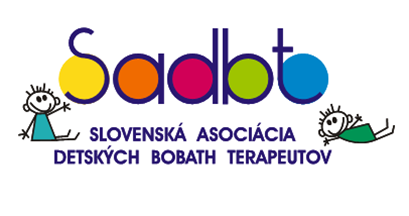 Sadbt
SLOVENSKÁ ASOCIÁCIA
DETSKÝCH BOBATH TERAPEUTOV